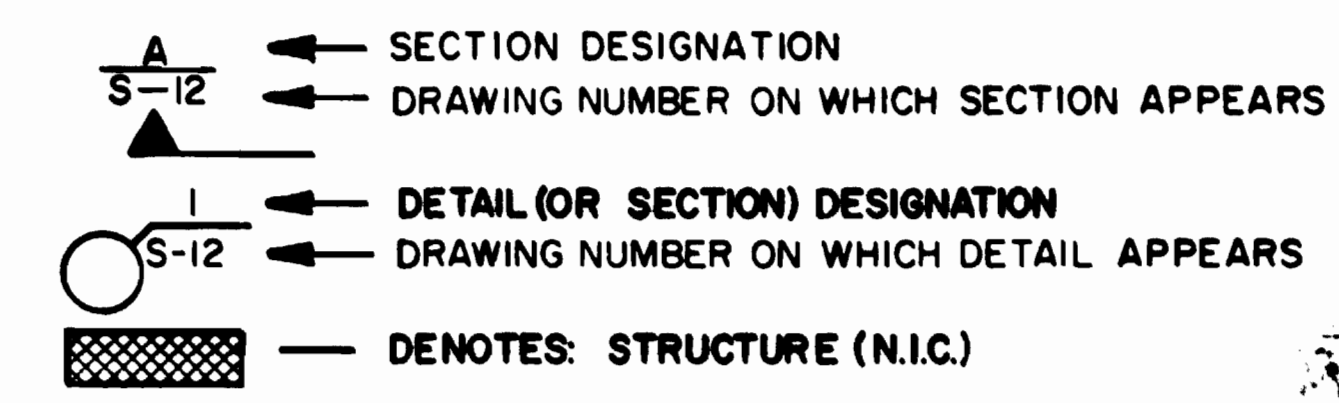 A SECTION DESIGNATION
S-12 DRAWING NUMBER ON WHICH SECTION APPEARS
1 DETAIL (OR SECTION) DESIGNATION
S-12 DRAWING NUMBER ON WHICH DETAIL APPEARS
DENOTES: STRUCTURE (N.I.C.)